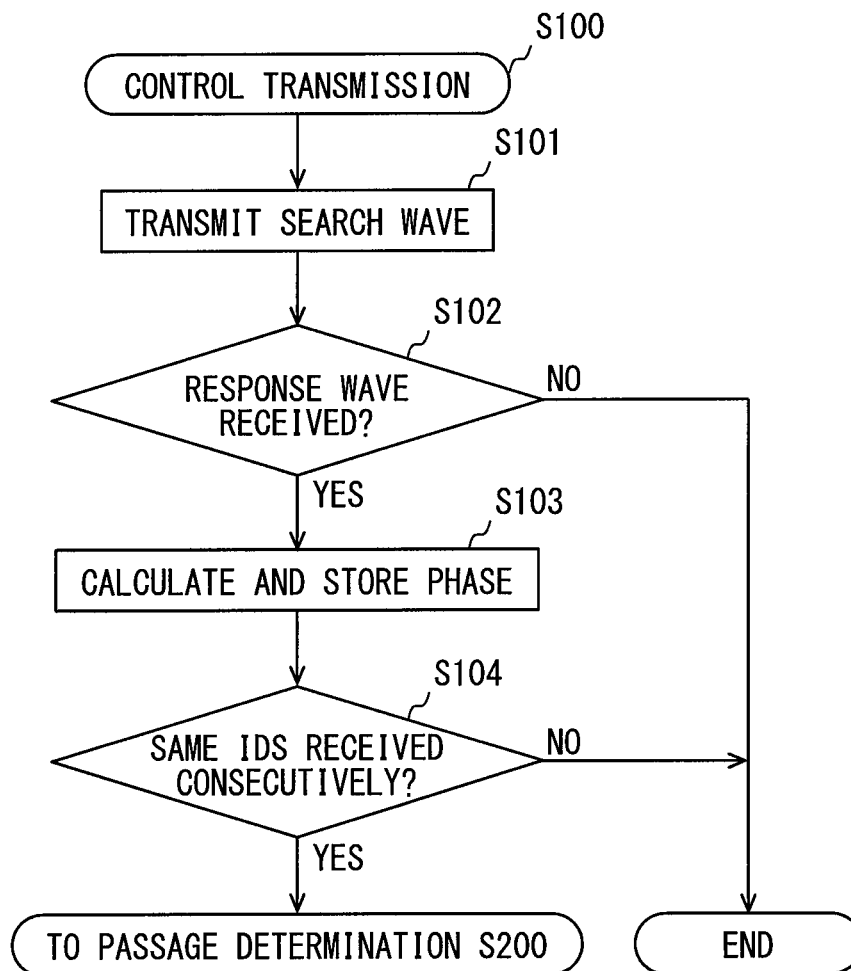 S100
CONTROL TRANSMISSION
S101
TRANSMIT SEARCH WAVE
S102
RESPONSE WAVE
RECEIVED?
NO
YES
S103
CALCULATE AND STORE PHASE
S104
SAME IDS RECEIVED
CONSECUTIVELY?
NO
YES
TO PASSAGE DETERMINATION S200
END